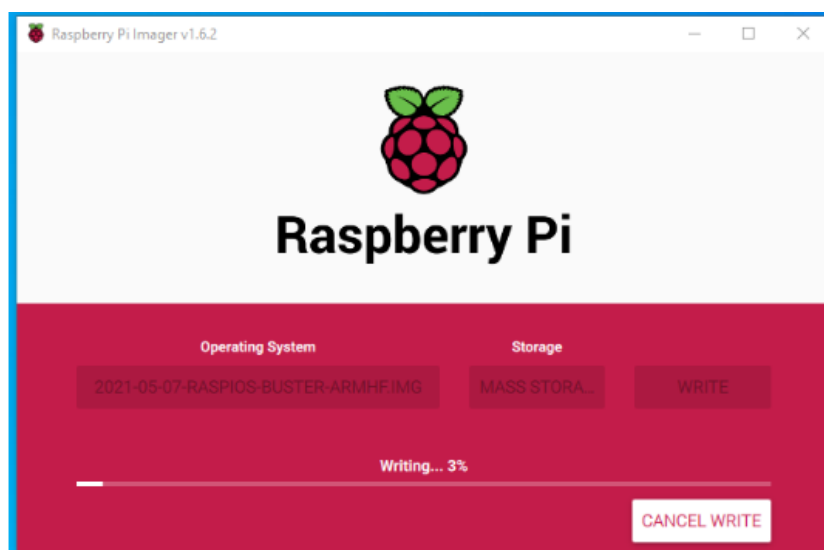 Raspberry Pi Imager v1.6.2
Raspberry Pi
Operating System
Storage
2021-05-07-RASPIOS-BUSTER-ARMHF.IMG
MASS STORA...
WRITE
Writing... 3%
CANCEL WRITE